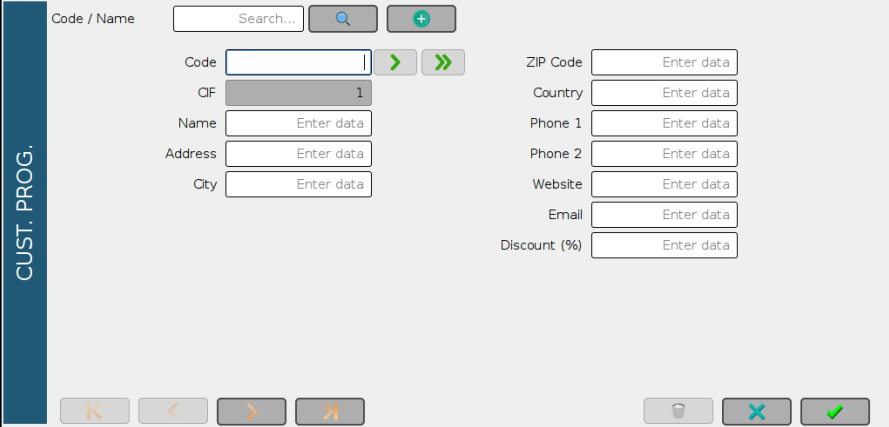 Code / Name Search...
Code
CIF 1
Name Enter data
Address Enter data
City Enter data
ZIP Code Enter data
Country Enter data
Phone 1 Enter data
Phone 2 Enter data
Website Enter data
Email Enter data
Discount (%) Enter data
CUST. PROG.